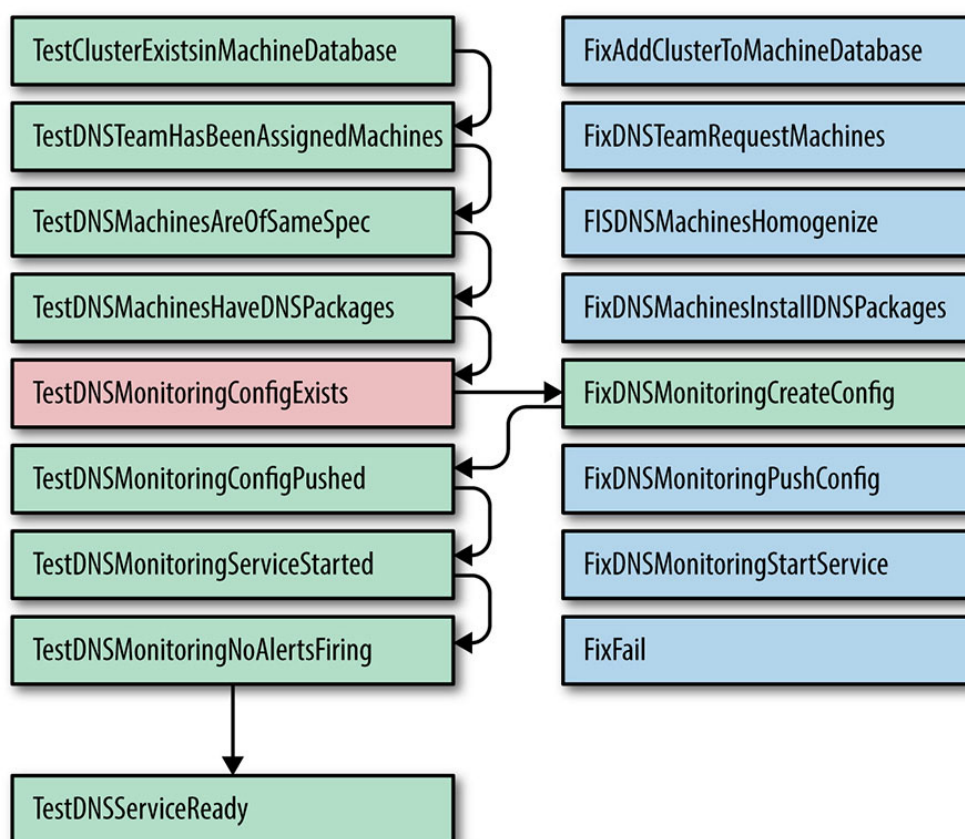 TestClusterExistsinMachineDatabase
FixAddClusterToMachineDatabase
TestDNSTeamHasBeenAssignedMachines
FixDNSTeamRequestMachines
TestDNSMachinesAreOfSameSpec
FISDNSMachinesHomogenize
TestDNSMachinesHaveDNSPackages
FixDNSMachinesInstallDNSPackages
TestDNSMonitoringConfigExists
FixDNSMonitoringCreateConfig
TestDNSMonitoringConfigPushed
FixDNSMonitoringPushConfig
TestDNSMonitoringServiceStarted
FixDNSMonitoringStartService
TestDNSMonitoringNoAlertsFiring
FixFail
TestDNSServiceReady